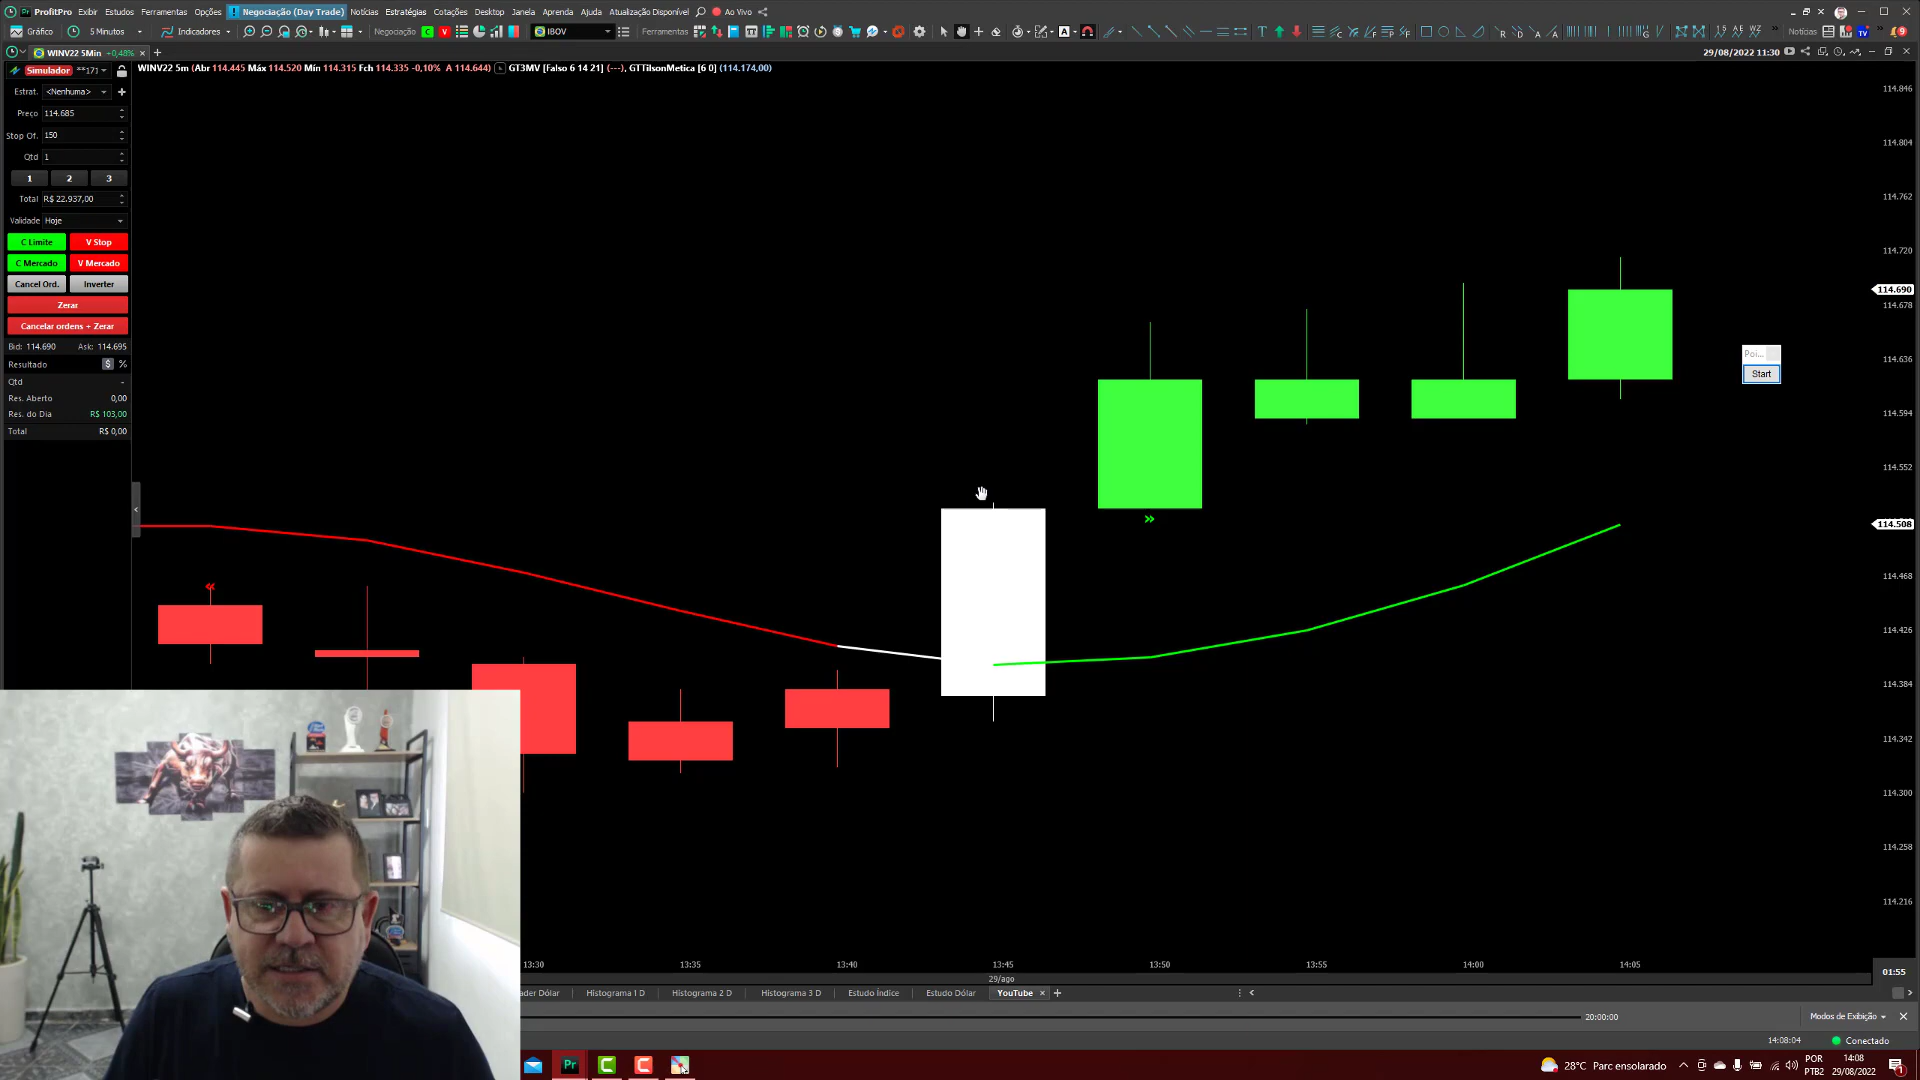 ProfitPro Exibir Estudos Ferramentas Opções ! Negociação (Day Trade) Notícias Estratégias Cotações Desktop Janela Aprenda Ajuda Atualização Disponível Ao Vivo
Gráfico 5 Minutos Indicadores Negociação C V IBOV Ferramentas Notícias
WINV22 5Min +0,48% 29/08/2022 11:30
Simulador **171 WINV22 5m (Abr 114.445 Máx 114.520 Mín 114.315 Fch 114.335 -0,10% A 114.644) GT3MV [Falso 6 14 21] (---), GTTilsonMetica [6 0] (114.174,00)
Estrat. <Nenhuma>
Preço 114.685
Stop Of. 150
Qtd 1
1 2 3
Total R$ 22.937,00
Validade Hoje
C Limite V Stop
C Mercado V Mercado
Cancel Ord. Inverter
Zerar
Cancelar ordens + Zerar
Bid: 114.690 Ask: 114.695
Resultado $ %
Qtd -
Res. Aberto 0,00
Res. do Dia R$ 103,00
Total R$ 0,00
Poi...
Start
114.846
114.804
114.762
114.720
114.690
114.678
114.636
114.594
114.552
114.508
114.468
114.426
114.384
114.342
114.300
114.258
114.216
13:30 13:35 13:40 13:45 13:50 13:55 14:00 14:05 01:55
29/ago
ader Dólar Histograma 1 D Histograma 2 D Histograma 3 D Estudo Índice Estudo Dólar YouTube
20:00:00 Modos de Exibição
14:08:04 Conectado
28°C Parc ensolarado POR 14:08
PTB2 29/08/2022